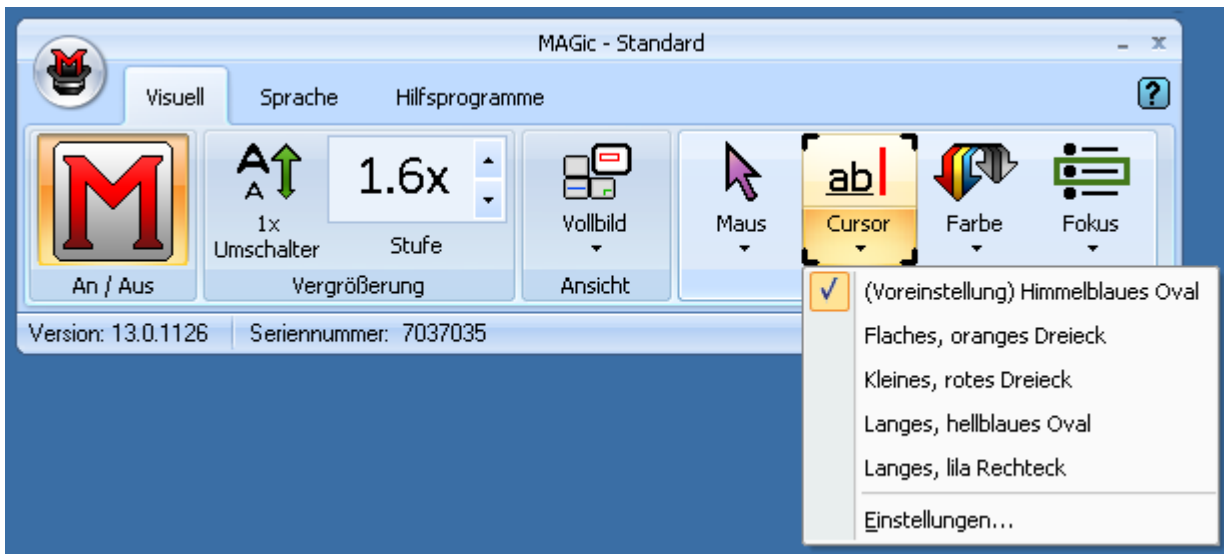 MAGic - Standard
Visuell Sprache Hilfsprogramme
M
An / Aus
1x
Umschalter
1.6x
Stufe
Vergrößerung
Vollbild
Ansicht
Maus
ab
Cursor
Farbe
Fokus
(Voreinstellung) Himmelblaues Oval
Flaches, oranges Dreieck
Kleines, rotes Dreieck
Langes, hellblaues Oval
Langes, lila Rechteck
Einstellungen...
Version: 13.0.1126 Seriennummer: 7037035